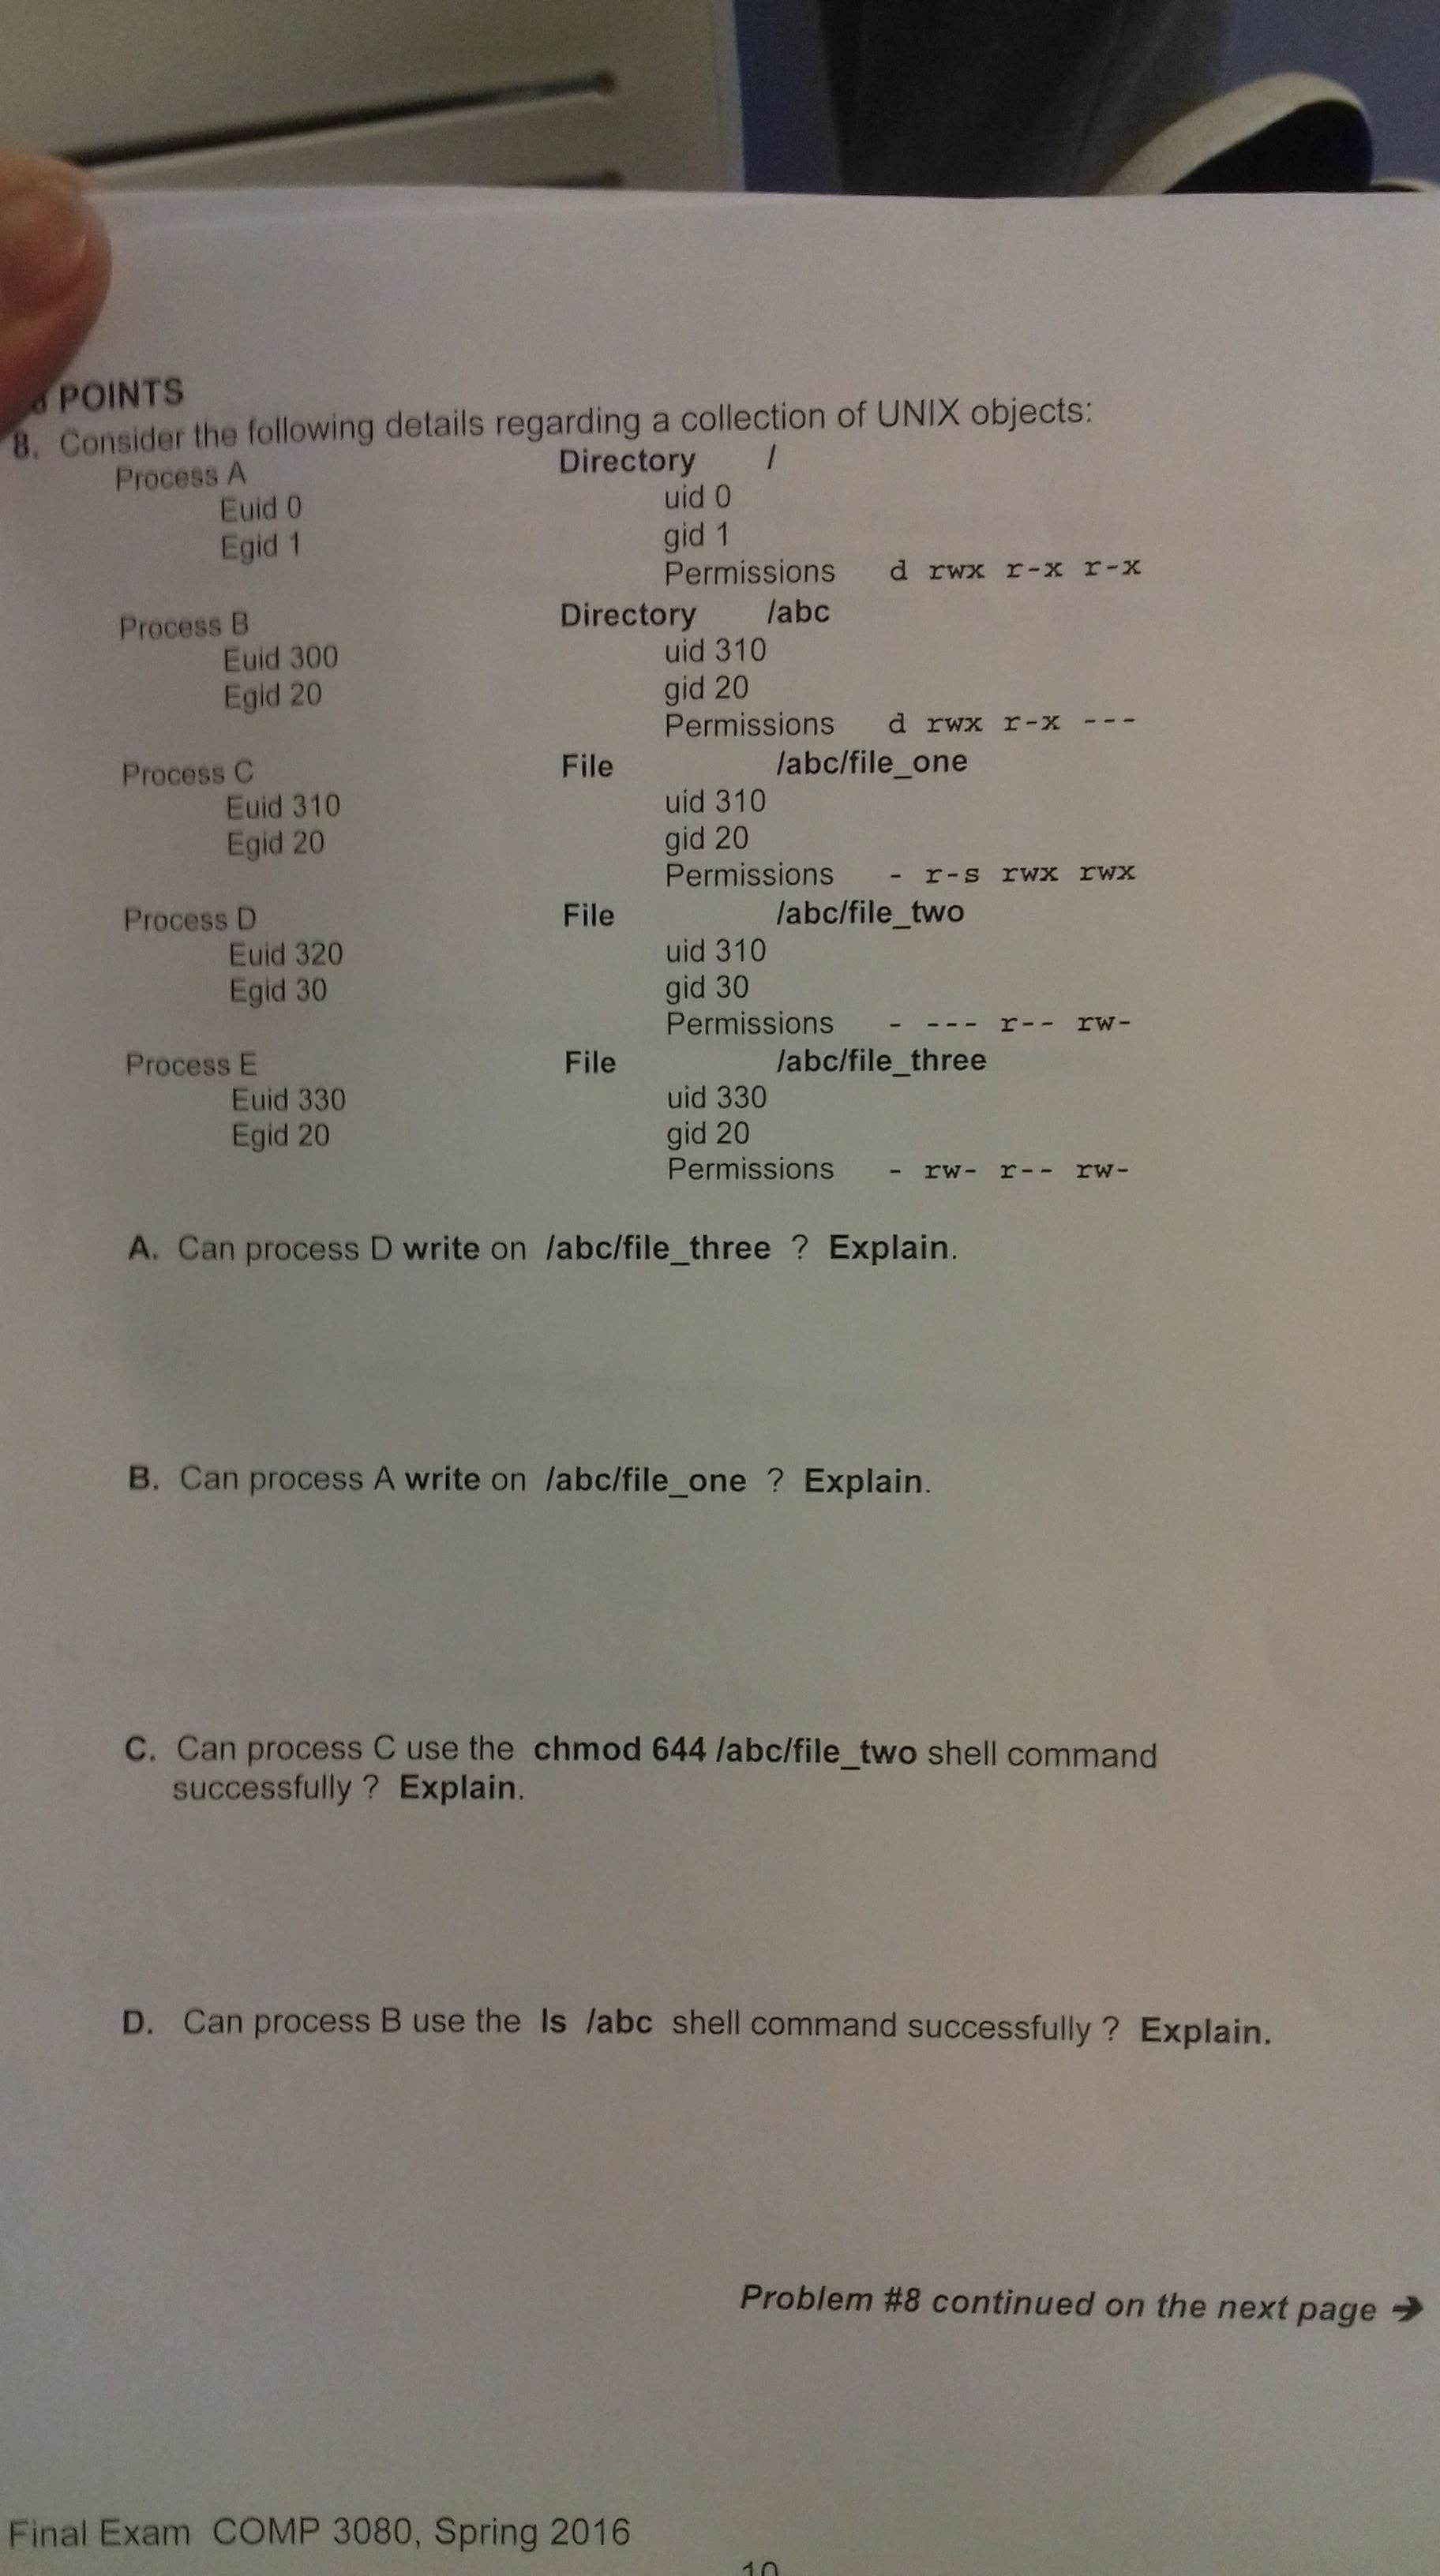 POINTS
8. Consider the following details regarding a collection of UNIX objects:
Process A
Euid 0
Egid 1
Process B
Euid 300
Egid 20
Process C
Euid 310
Egid 20
Process D
Euid 320
Egid 30
Process E
Euid 330
Egid 20
Directory /
uid 0
gid 1
Permissions d rwx r-x r-x
Directory /abc
uid 310
gid 20
Permissions d rwx r-x ---
File /abc/file_one
uid 310
gid 20
Permissions - r-s rwx rwx
File /abc/file_two
uid 310
gid 30
Permissions - --- r-- rw-
File /abc/file_three
uid 330
gid 20
Permissions - rw- r-- rw-
A. Can process D write on /abc/file_three ? Explain.
B. Can process A write on /abc/file_one ? Explain.
C. Can process C use the chmod 644 /abc/file_two shell command
successfully ? Explain.
D. Can process B use the ls /abc shell command successfully ? Explain.
Problem #8 continued on the next page ➔
Final Exam COMP 3080, Spring 2016
10